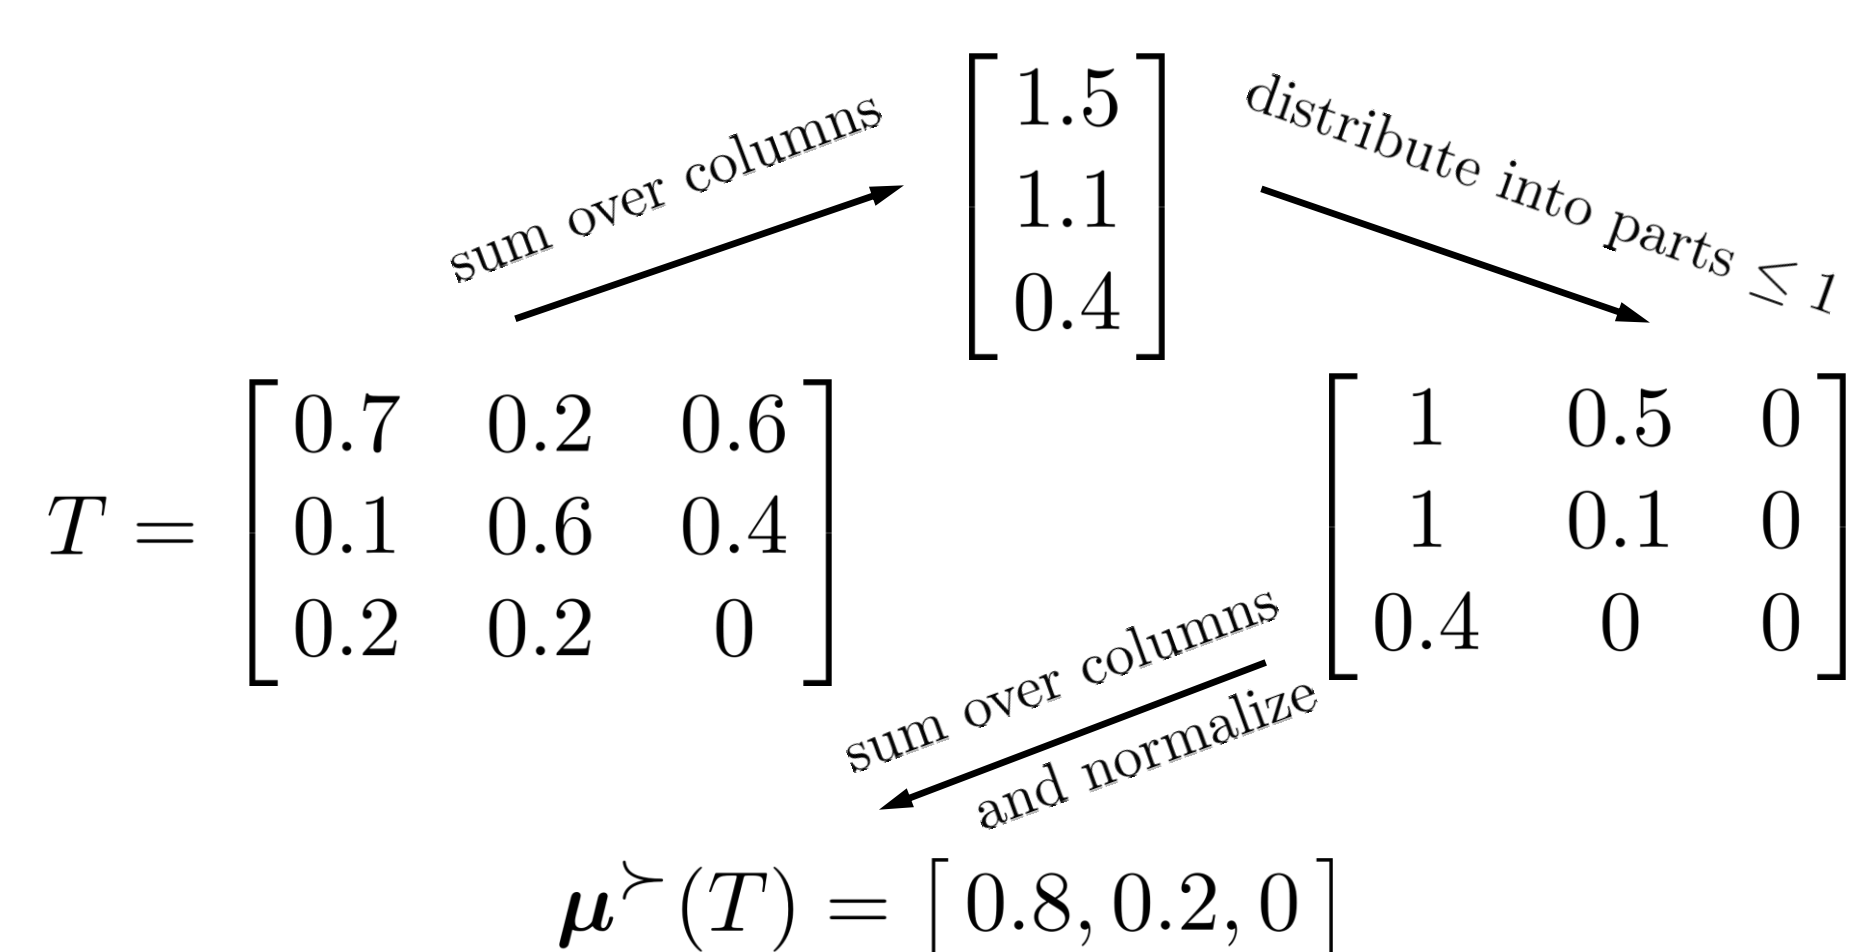 sum over columns
1.5
1.1
0.4
distribute into parts ≤ 1
T =
0.7 0.2 0.6
0.1 0.6 0.4
0.2 0.2 0
1 0.5 0
1 0.1 0
0.4 0 0
sum over columns
and normalize
μ≻(T) = [0.8, 0.2, 0]